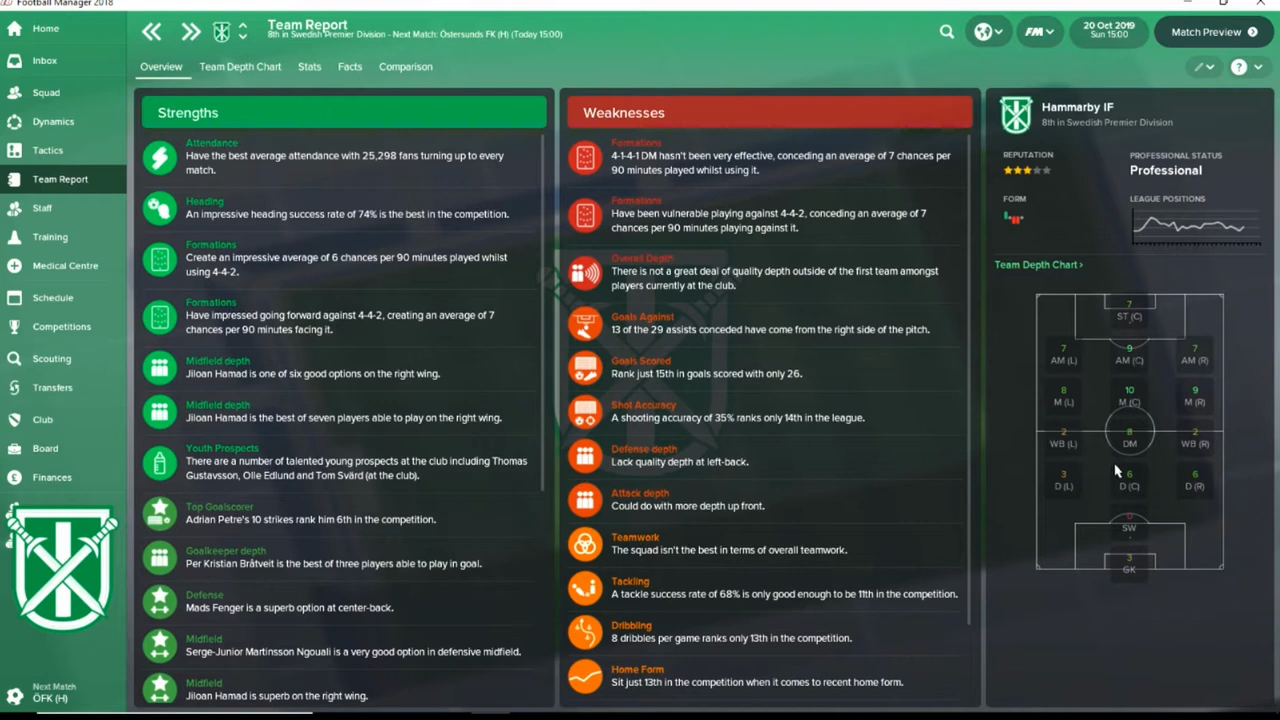 Football Manager 2018
Home
Inbox
Squad
Dynamics
Tactics
Team Report
Staff
Training
Medical Centre
Schedule
Competitions
Scouting
Transfers
Club
Board
Finances
Next Match
ÖFK (H)
Team Report
8th in Swedish Premier Division - Next Match: Östersunds FK (H) (Today 15:00)
FM
20 Oct 2019
Sun 15:00
Match Preview
Overview
Team Depth Chart
Stats
Facts
Comparison
?
Strengths
Attendance
Have the best average attendance with 25,298 fans turning up to every
match.
Heading
An impressive heading success rate of 74% is the best in the competition.
Formations
Create an impressive average of 6 chances per 90 minutes played whilst
using 4-4-2.
Formations
Have impressed going forward against 4-4-2, creating an average of 7
chances per 90 minutes facing it.
Midfield depth
Jiloan Hamad is one of six good options on the right wing.
Midfield depth
Jiloan Hamad is the best of seven players able to play on the right wing.
Youth Prospects
There are a number of talented young prospects at the club including Thomas
Gustavsson, Olle Edlund and Tom Svärd (at the club).
Top Goalscorer
Adrian Petre's 10 strikes rank him 6th in the competition.
Goalkeeper depth
Per Kristian Bråtveit is the best of three players able to play in goal.
Defense
Mads Fenger is a superb option at center-back.
Midfield
Serge-Junior Martinsson Ngouali is a very good option in defensive midfield.
Midfield
Jiloan Hamad is superb on the right wing.
Weaknesses
Formations
4-1-4-1 DM hasn't been very effective, conceding an average of 7 chances per
90 minutes played whilst using it.
Formations
Have been vulnerable playing against 4-4-2, conceding an average of 7
chances per 90 minutes playing against it.
Overall Depth
There is not a great deal of quality depth outside of the first team amongst
players currently at the club.
Goals Against
13 of the 29 assists conceded have come from the right side of the pitch.
Goals Scored
Rank just 15th in goals scored with only 26.
Shot Accuracy
A shooting accuracy of 35% ranks only 14th in the league.
Defense depth
Lack quality depth at left-back.
Attack depth
Could do with more depth up front.
Teamwork
The squad isn't the best in terms of overall teamwork.
Tackling
A tackle success rate of 68% is only good enough to be 11th in the competition.
Dribbling
8 dribbles per game ranks only 13th in the competition.
Home Form
Sit just 13th in the competition when it comes to recent home form.
Hammarby IF
8th in Swedish Premier Division
REPUTATION
PROFESSIONAL STATUS
Professional
FORM
LEAGUE POSITIONS
Team Depth Chart >
7
ST (C)
7 9 7
AM (L) AM (C) AM (R)
8 10 9
M (L) M (C) M (R)
2 8 2
WB (L) DM WB (R)
3 6 6
D (L) D (C) D (R)
0
SW
3
GK